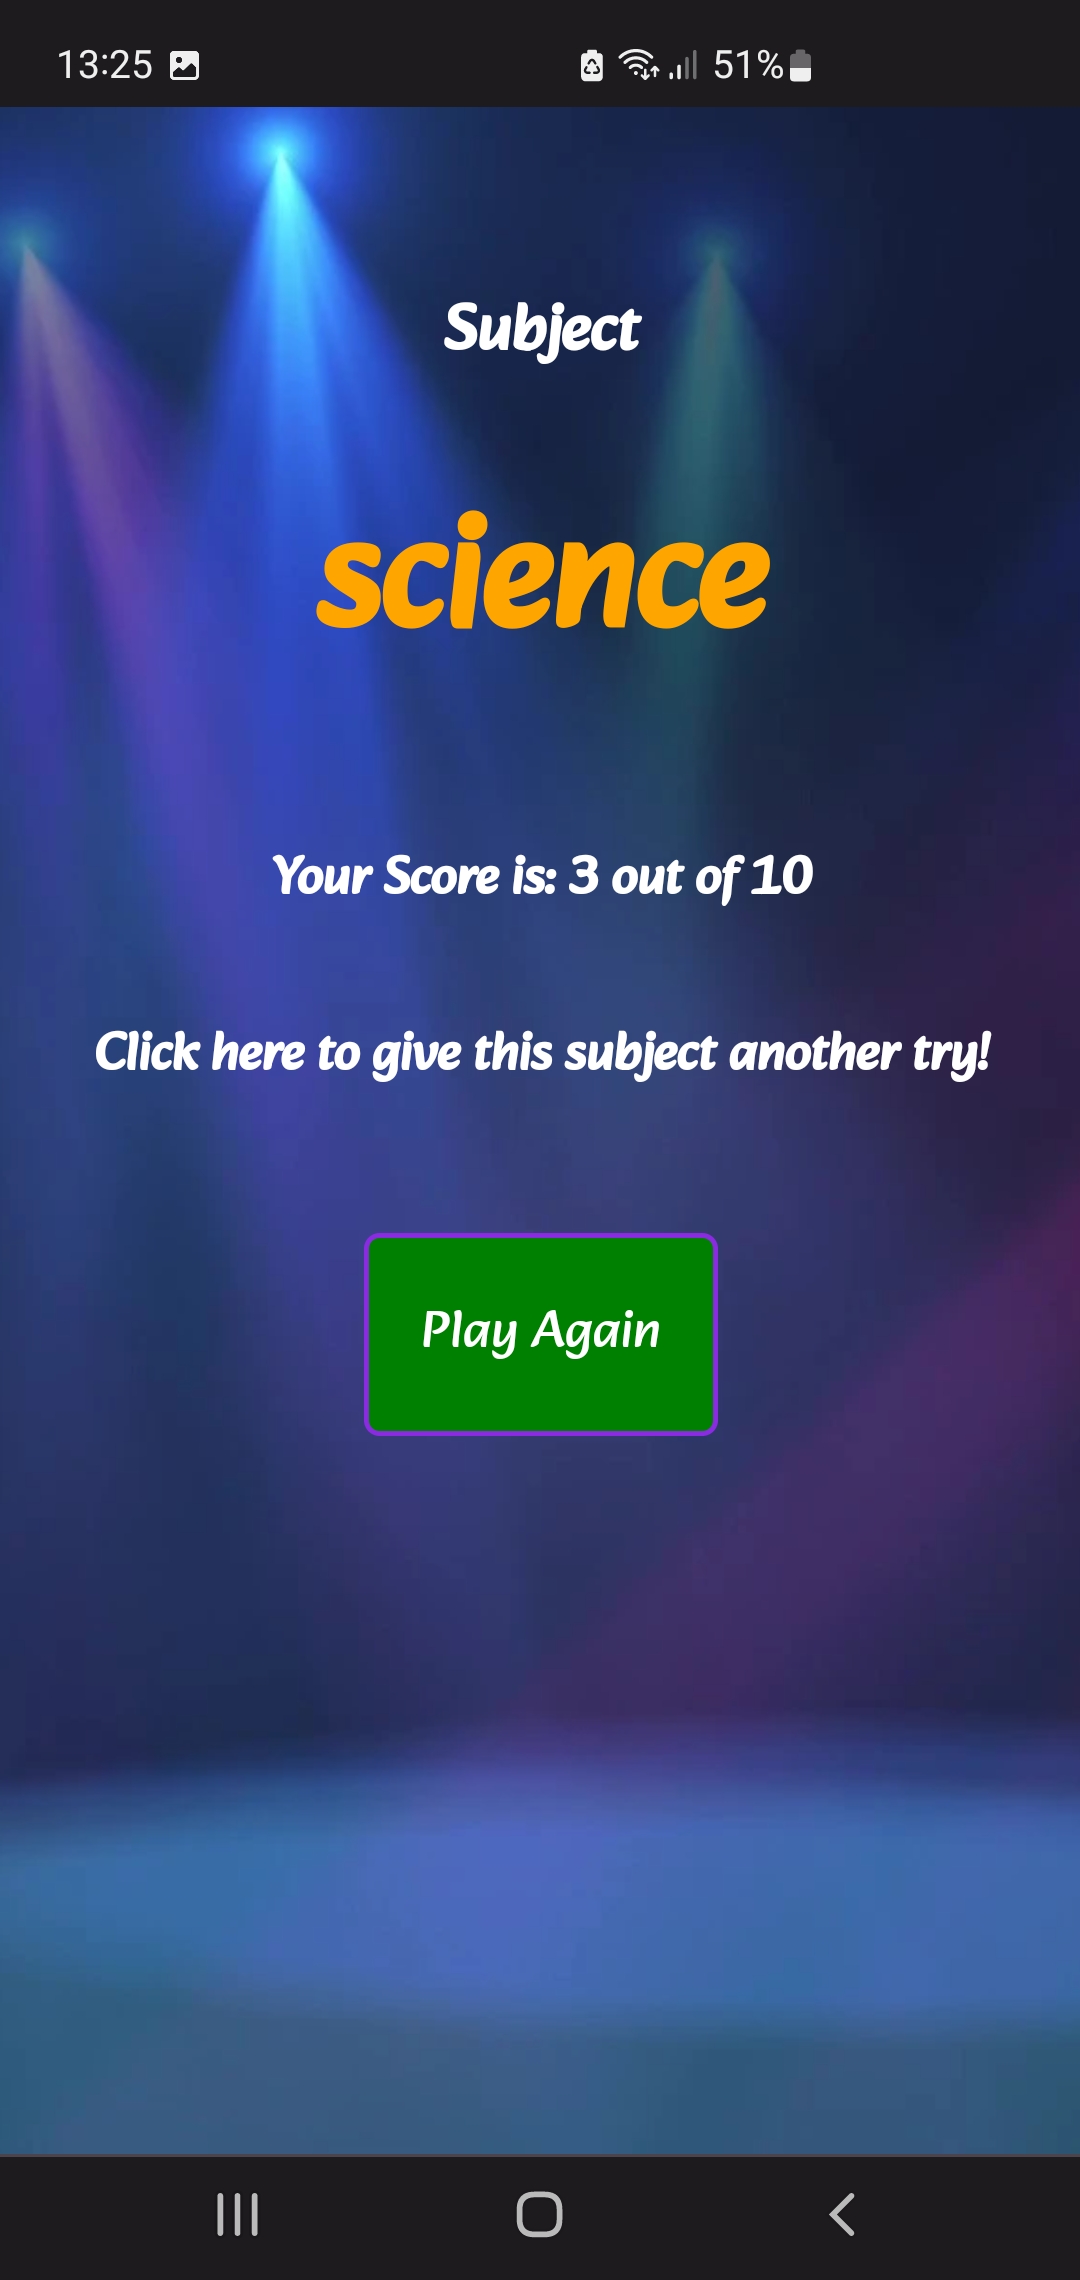 13:25 51%
Subject
science
Your Score is: 3 out of 10
Click here to give this subject another try!
Play Again